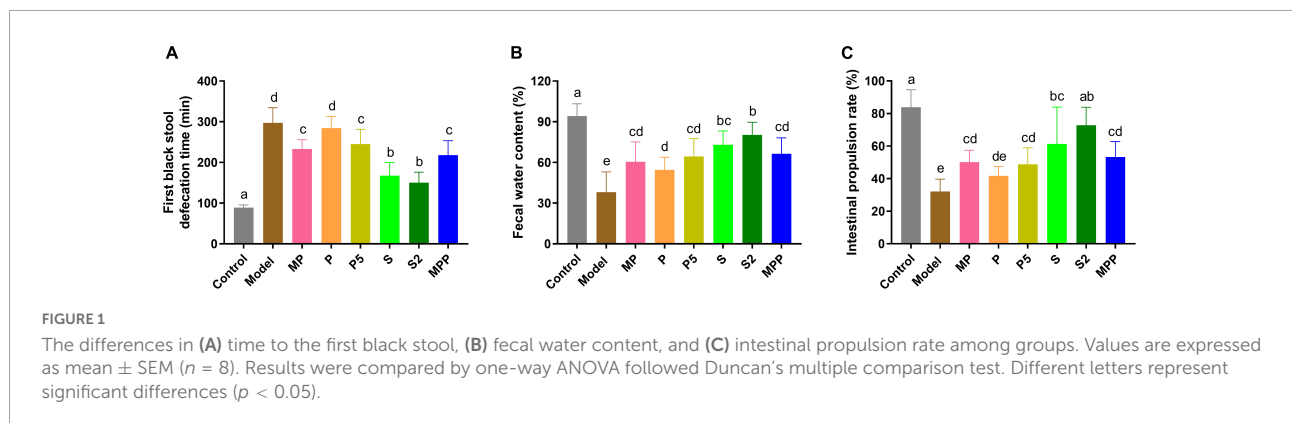 A
First black stool
defecation time (min)
400
300
200
100
0
a
d
c
d
c
b
b
c
Control
Model
MP
P
P5
S
S2
MPP
B
Fecal water content (%)
120
90
60
30
0
a
e
cd
d
cd
bc
b
cd
Control
Model
MP
P
P5
S
S2
MPP
C
Intestinal propulsion rate (%)
100
80
60
40
20
0
a
e
cd
de
cd
bc
ab
cd
Control
Model
MP
P
P5
S
S2
MPP
FIGURE 1
The differences in (A) time to the first black stool, (B) fecal water content, and (C) intestinal propulsion rate among groups. Values are expressed
as mean ± SEM (n = 8). Results were compared by one-way ANOVA followed Duncan's multiple comparison test. Different letters represent
significant differences (p < 0.05).